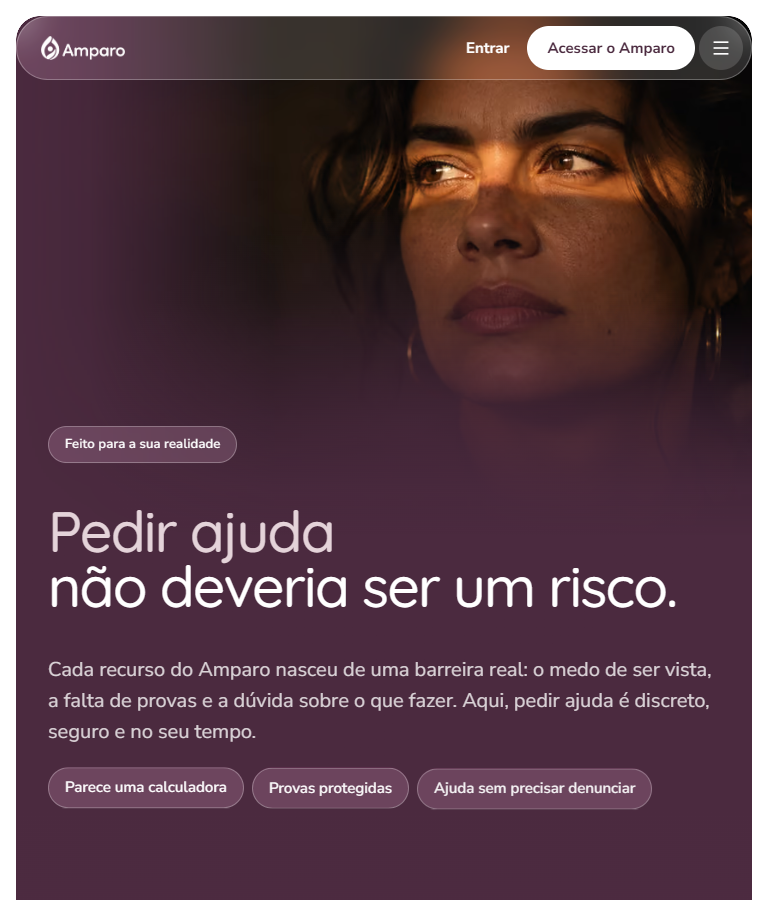 Amparo
Entrar
Acessar o Amparo
Feito para a sua realidade
Pedir ajuda
não deveria ser um risco.
Cada recurso do Amparo nasceu de uma barreira real: o medo de ser vista,
a falta de provas e a dúvida sobre o que fazer. Aqui, pedir ajuda é discreto,
seguro e no seu tempo.
Parece uma calculadora
Provas protegidas
Ajuda sem precisar denunciar